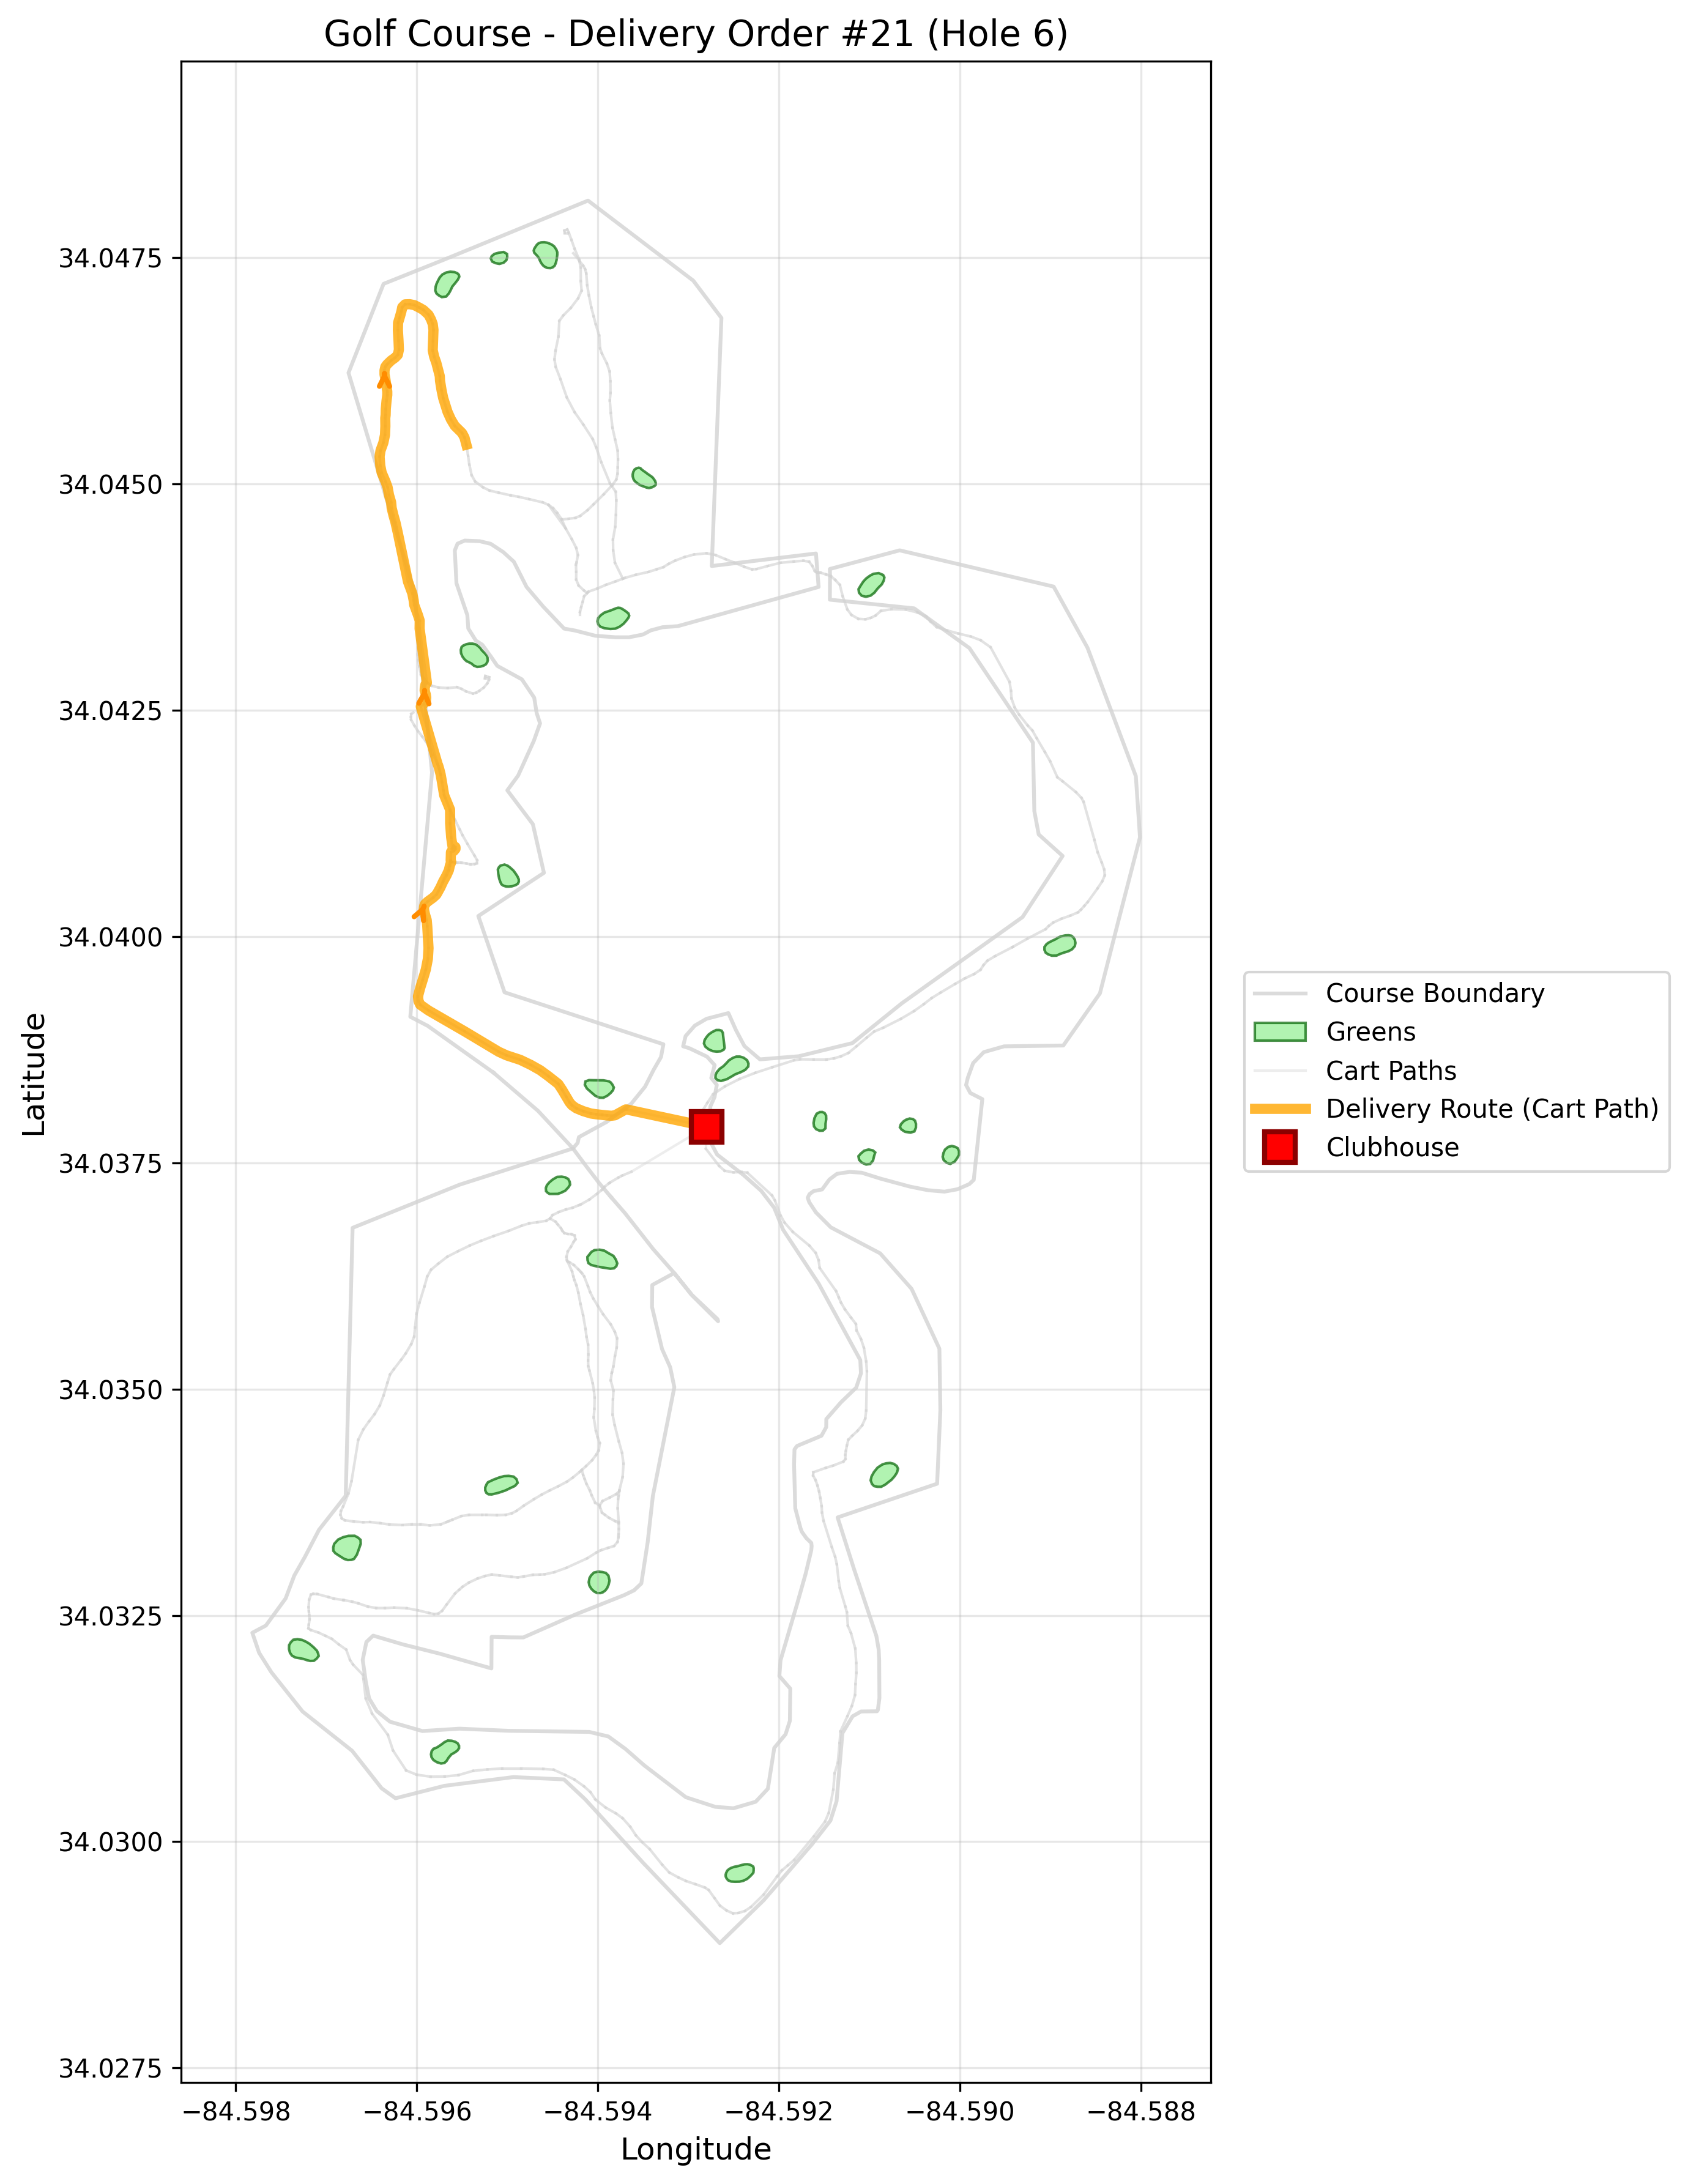 Golf Course - Delivery Order #21 (Hole 6)
34.0475
34.0450
34.0425
34.0400
34.0375
34.0350
34.0325
34.0300
34.0275
Latitude
−84.598
−84.596
−84.594
−84.592
−84.590
−84.588
Longitude
Course Boundary
Greens
Cart Paths
Delivery Route (Cart Path)
Clubhouse